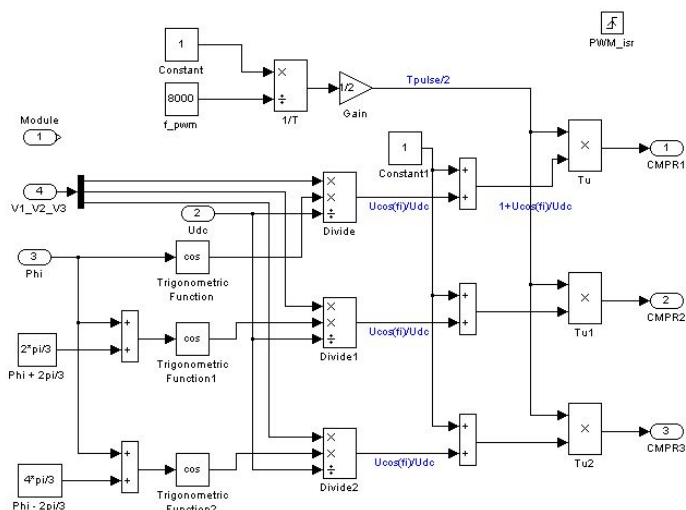 PWM_isr
1
Constant
×
÷
1/T
1/2
Gain
Tpulse/2
8000
f_pwm
Module
1
1
Constant1
+
+
×
Tu
1
CMPR1
4
V1_V2_V3
2
Udc
×
×
÷
Divide
Ucos(fi)/Udc
1+Ucos(fi)/Udc
3
Phi
cos
Trigonometric
Function
+
+
2*pi/3
Phi + 2pi/3
cos
Trigonometric
Function1
×
×
÷
Divide1
Ucos(fi)/Udc
+
+
×
Tu1
2
CMPR2
+
+
4*pi/3
Phi - 2pi/3
cos
Trigonometric
Function2
×
×
÷
Divide2
Ucos(fi)/Udc
+
+
×
Tu2
3
CMPR3